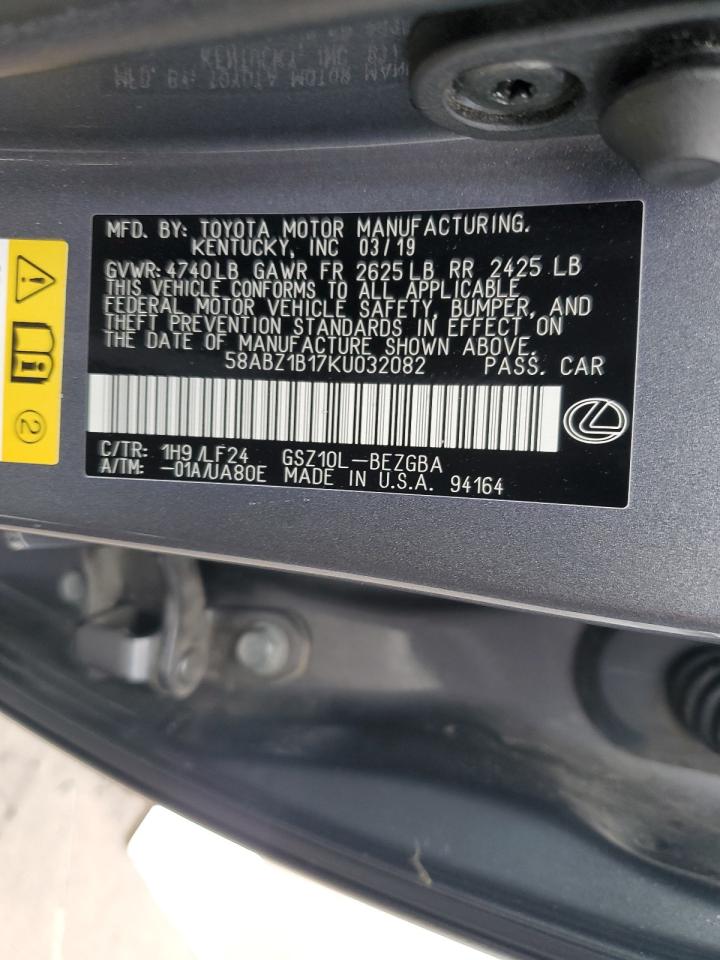 MFD. BY: TOYOTA MOTOR MANUFACTURING.
KENTUCKY, INC 03/19
GVWR: 4740 LB GAWR FR 2625 LB RR 2425 LB
THIS VEHICLE CONFORMS TO ALL APPLICABLE
FEDERAL MOTOR VEHICLE SAFETY, BUMPER, AND
THEFT PREVENTION STANDARDS IN EFFECT ON
THE DATE OF MANUFACTURE SHOWN ABOVE.
58ABZ1B17KU032082 PASS. CAR
C/TR: 1H9/LF24 GSZ10L-BEZGBA
A/TM: -01A/UA80E MADE IN U.S.A. 94164
2